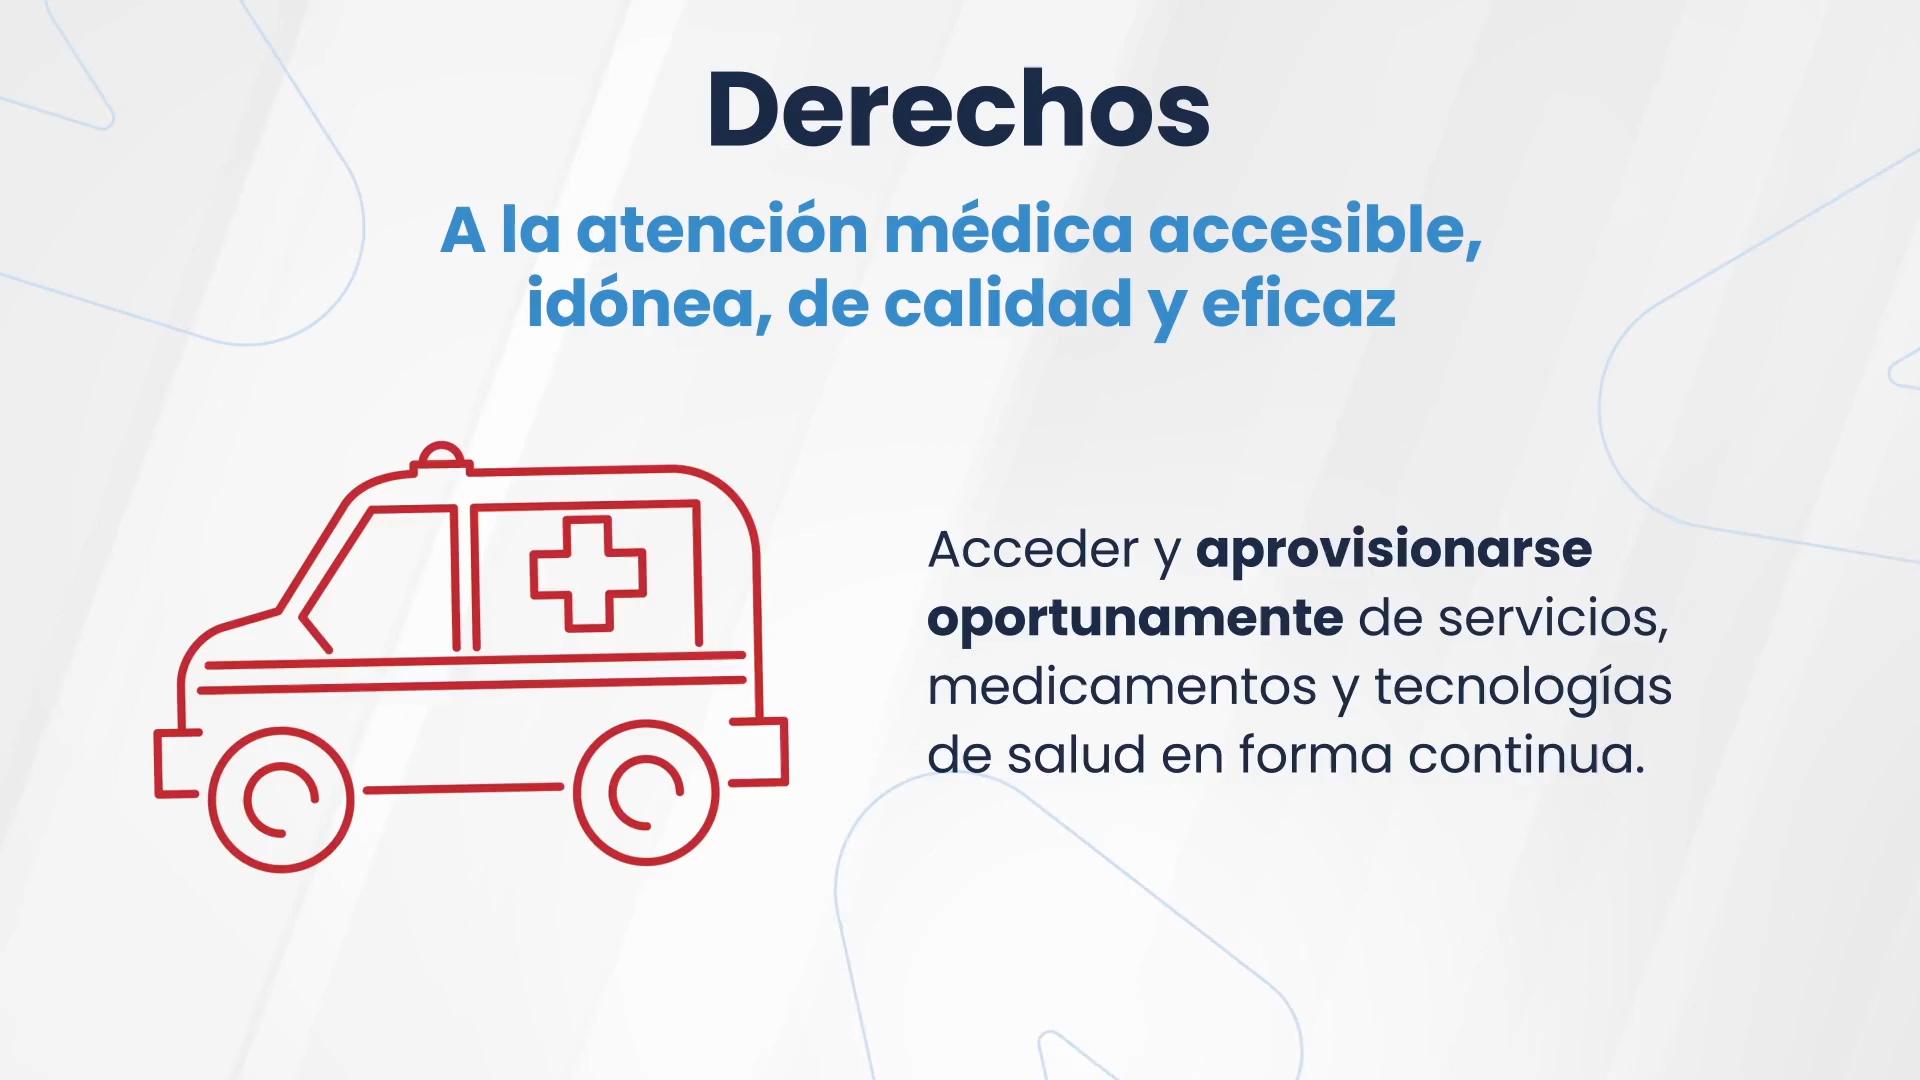 Derechos
A la atención médica accesible,
idónea, de calidad y eficaz
Acceder y aprovisionarse
oportunamente de servicios,
medicamentos y tecnologías
de salud en forma continua.